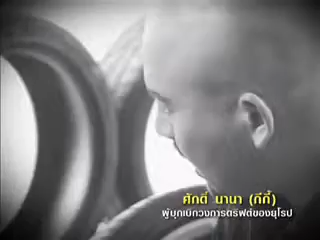 ศักดิ์ นานา (กีกี้)
ผู้บุกเบิกวงการดริฟต์ของยุโรป